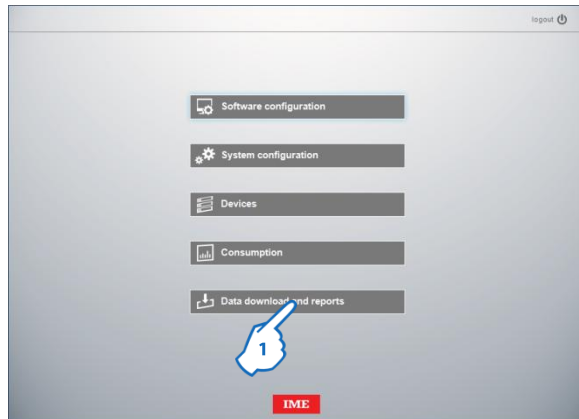 logout
Software configuration
System configuration
Devices
Consumption
Data download and reports
1
IME